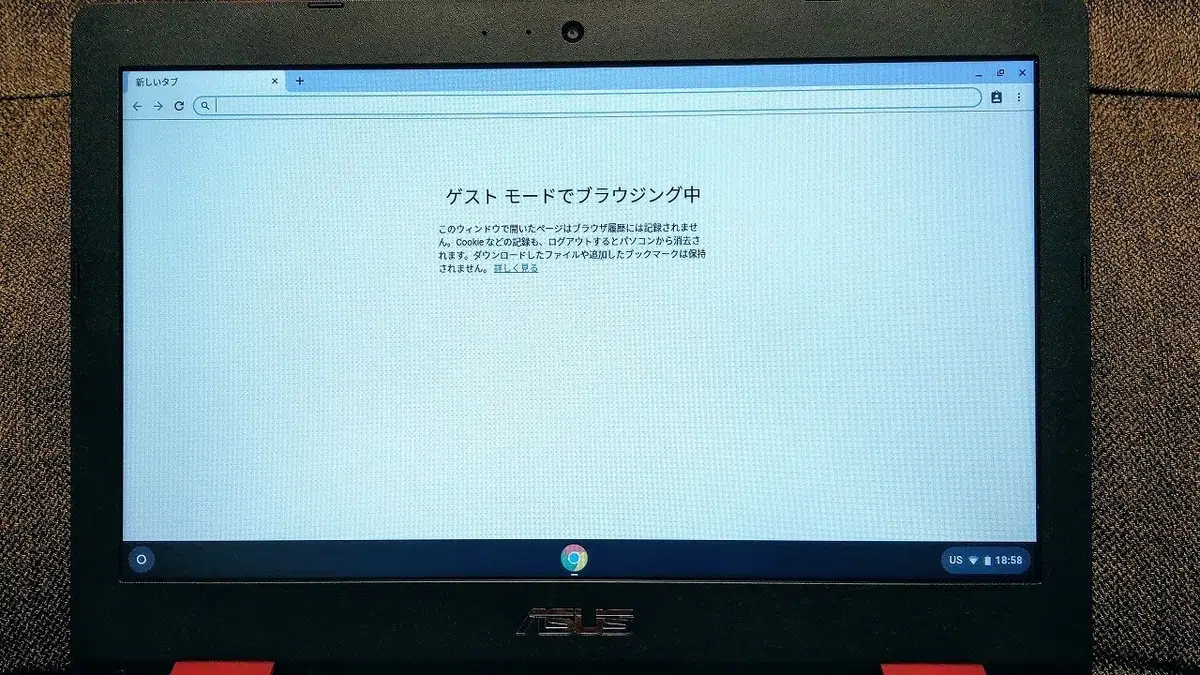 新しいタブ
ゲスト モードでブラウジング中
このウィンドウで開いたページはブラウザ履歴には記録されませ
ん。Cookie などの記録も、ログアウトするとパソコンから消去さ
れます。ダウンロードしたファイルや追加したブックマークは保持
されません。 詳しく見る
US 18:58
ASUS